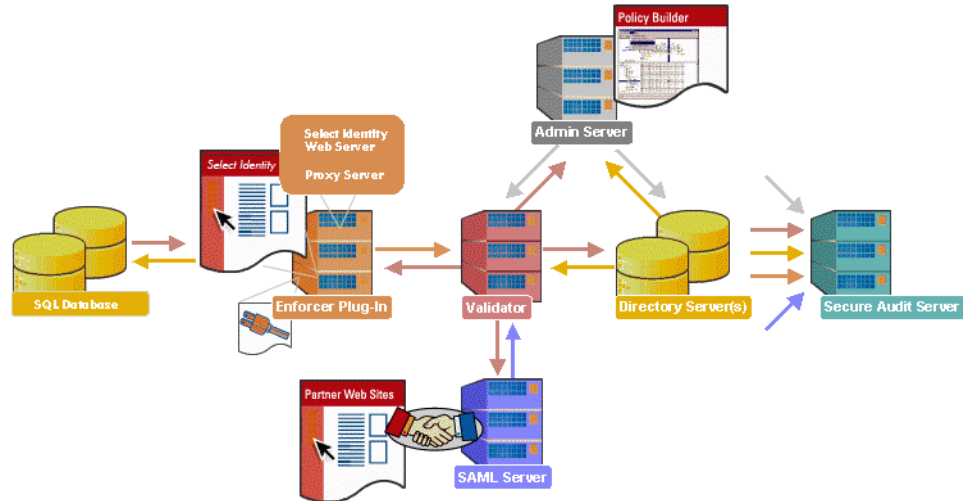 Policy Builder
Admin Server
Select Identity
Web Server
Proxy Server
Select Identity
SQL Database
Enforcer Plug-In
Validator
Directory Server(s)
Secure Audit Server
Partner Web Sites
SAML Server